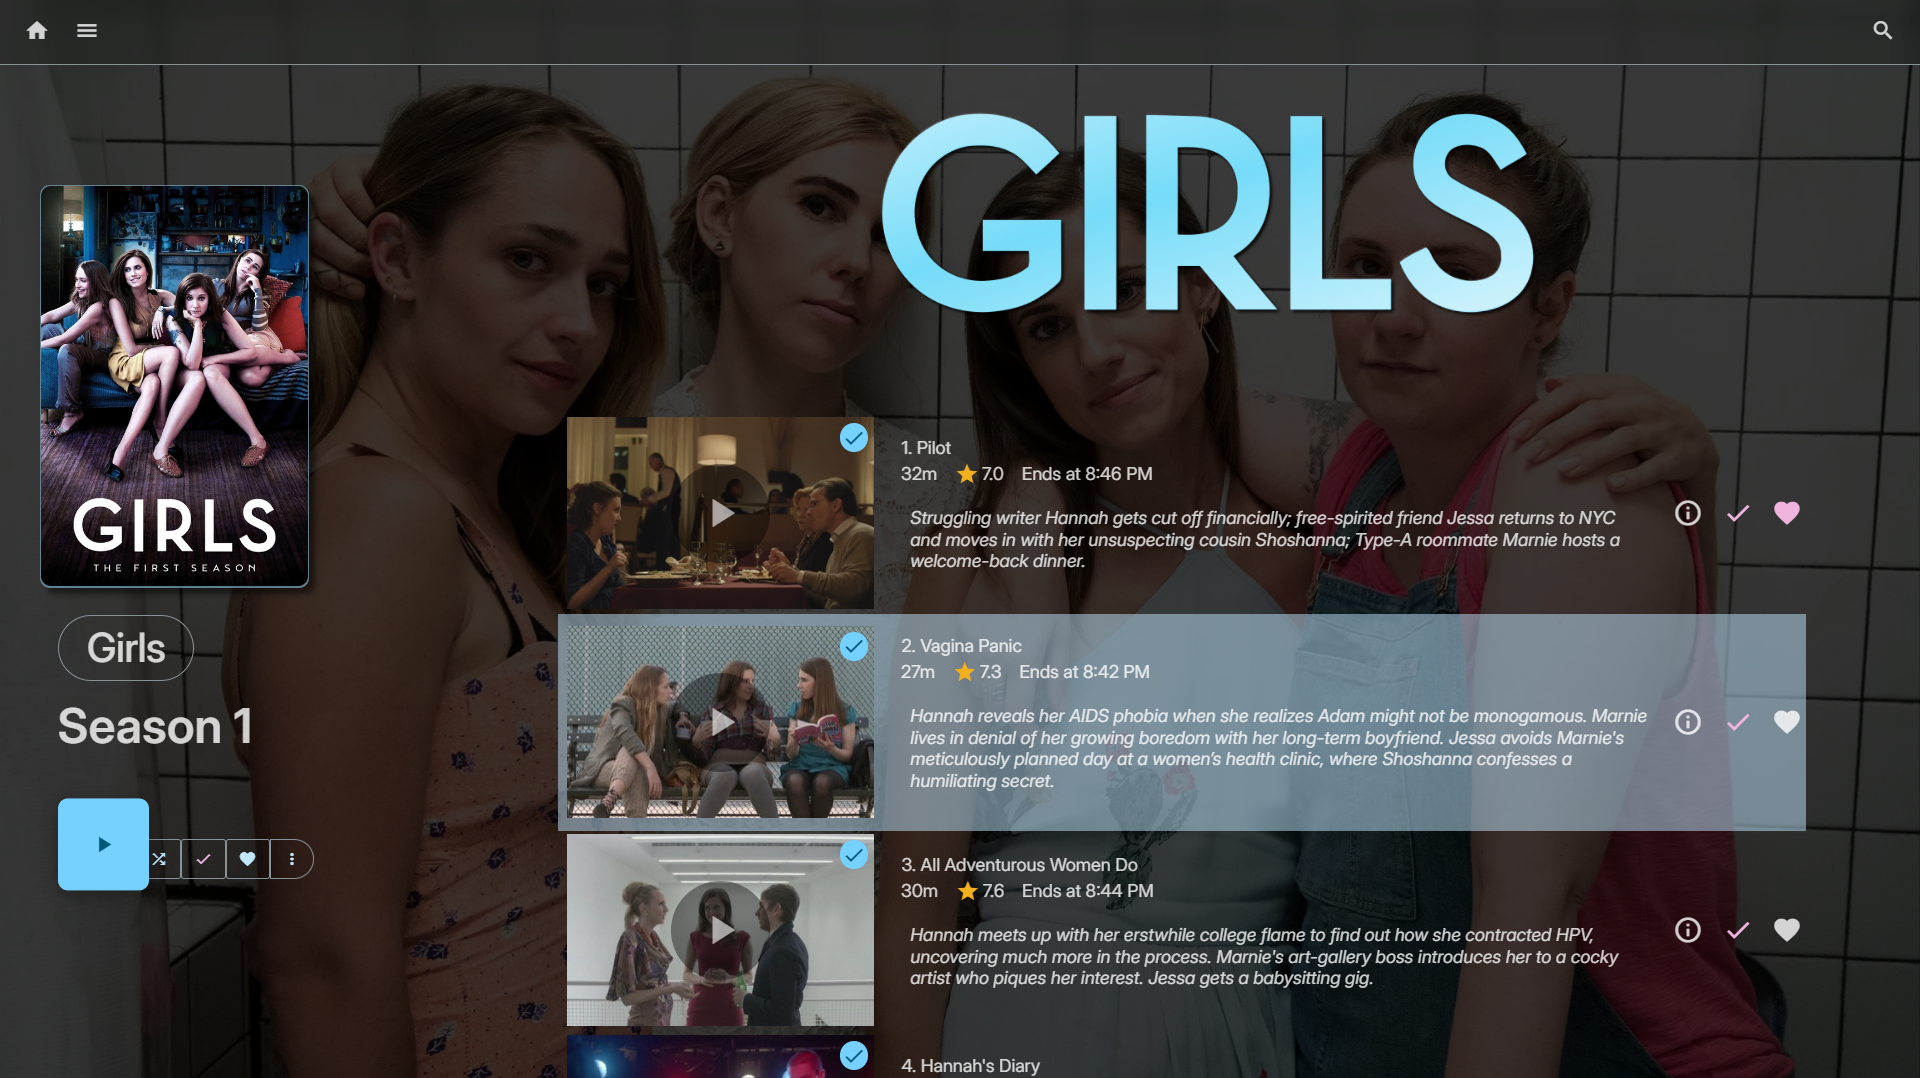 GIRLS
GIRLS
THE FIRST SEASON
Girls
Season 1
1. Pilot
32m 7.0 Ends at 8:46 PM
Struggling writer Hannah gets cut off financially; free-spirited friend Jessa returns to NYC
and moves in with her unsuspecting cousin Shoshanna; Type-A roommate Marnie hosts a
welcome-back dinner.
2. Vagina Panic
27m 7.3 Ends at 8:42 PM
Hannah reveals her AIDS phobia when she realizes Adam might not be monogamous. Marnie
lives in denial of her growing boredom with her long-term boyfriend. Jessa avoids Marnie's
meticulously planned day at a women’s health clinic, where Shoshanna confesses a
humiliating secret.
3. All Adventurous Women Do
30m 7.6 Ends at 8:44 PM
Hannah meets up with her erstwhile college flame to find out how she contracted HPV,
uncovering much more in the process. Marnie's art-gallery boss introduces her to a cocky
artist who piques her interest. Jessa gets a babysitting gig.
4. Hannah's Diary